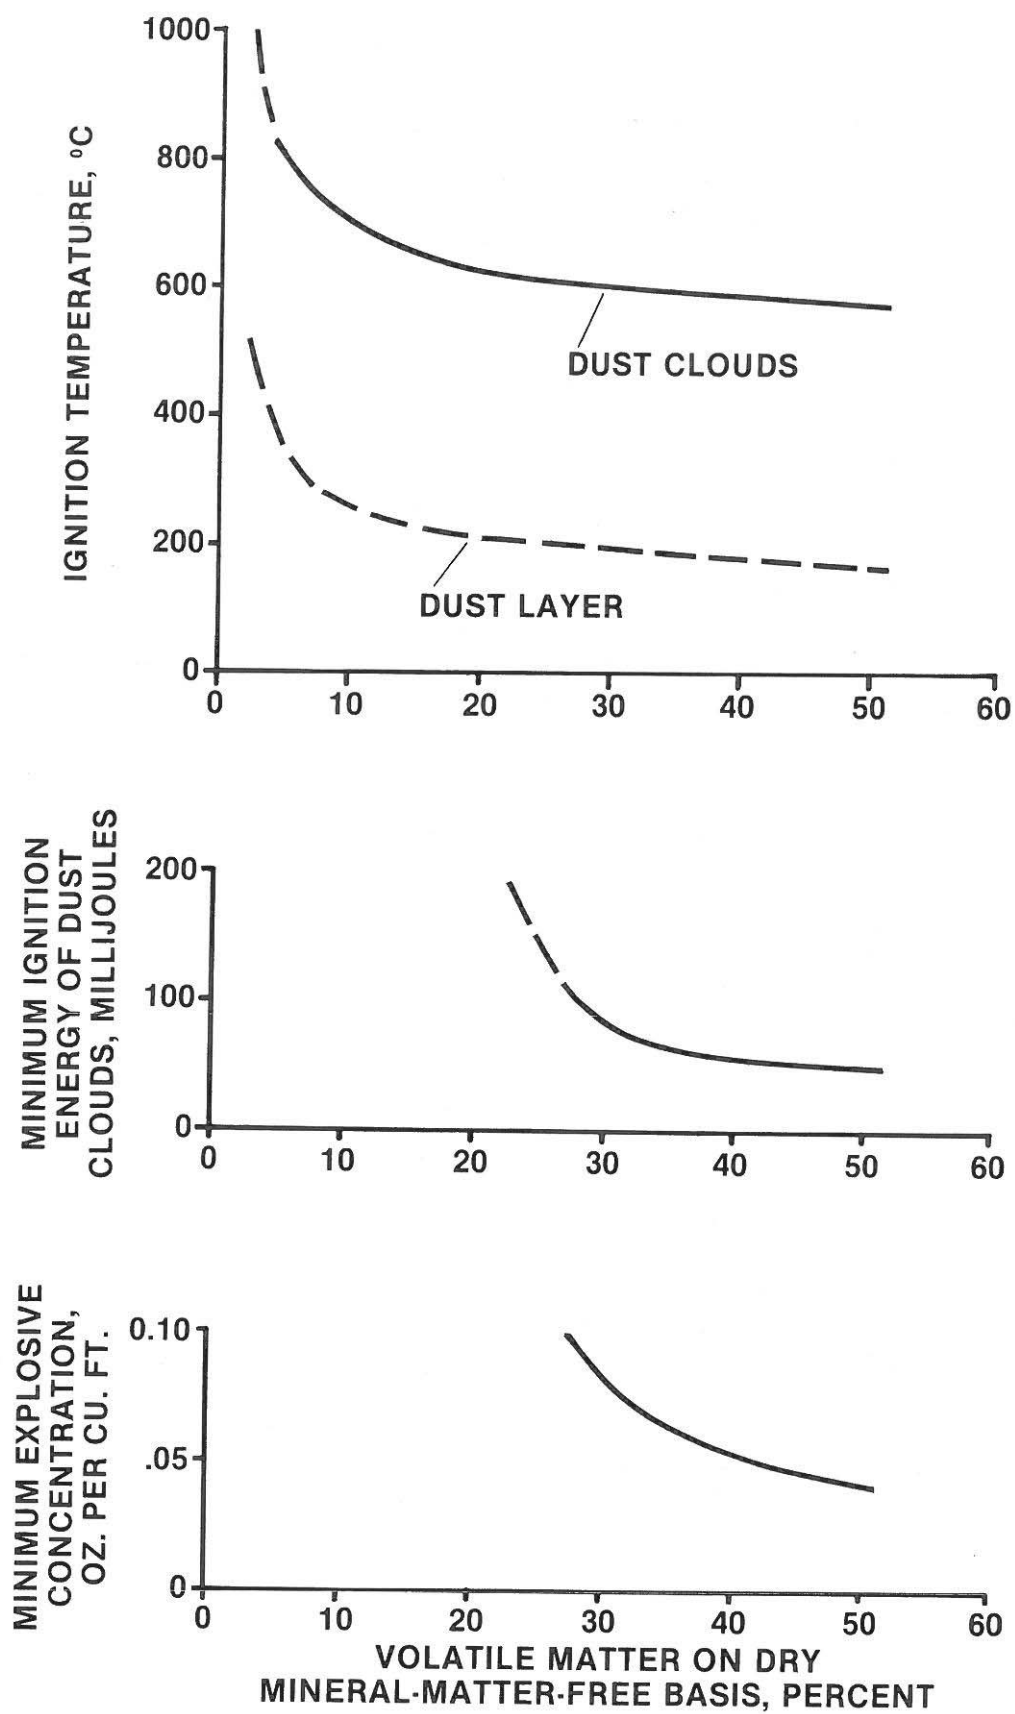 IGNITION TEMPERATURE, ºC
1000
800
600
400
200
0
DUST CLOUDS
DUST LAYER
0 10 20 30 40 50 60
MINIMUM IGNITION
ENERGY OF DUST
CLOUDS, MILLIJOULES
200
100
0
0 10 20 30 40 50 60
MINIMUM EXPLOSIVE
CONCENTRATION,
OZ. PER CU. FT.
0.10
.05
0
0 10 20 30 40 50 60
VOLATILE MATTER ON DRY
MINERAL-MATTER-FREE BASIS, PERCENT